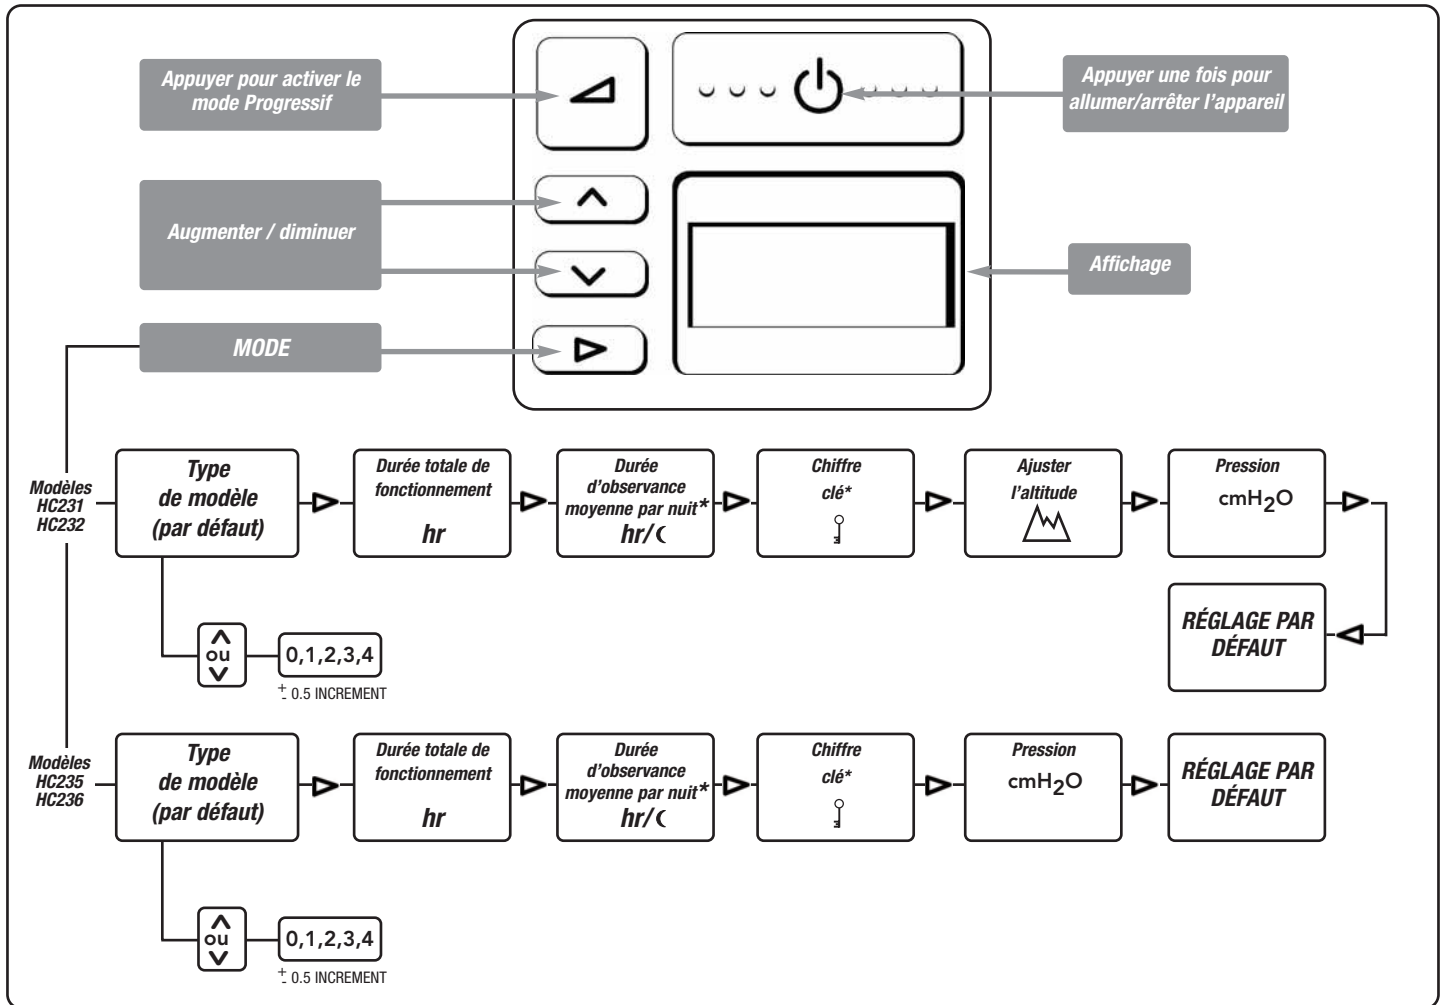 Appuyer pour activer le
mode Progressif
Appuyer une fois pour
allumer/arrêter l'appareil
Augmenter / diminuer
Affichage
MODE
Modèles
HC231
HC232
Type
de modèle
(par défaut)
Durée totale de
fonctionnement
hr
Durée
d'observance
moyenne par nuit*
hr/☾
Chiffre
clé*
Ajuster
l'altitude
Pression
cmH₂O
RÉGLAGE PAR
DÉFAUT
ou
0,1,2,3,4
± 0.5 INCREMENT
Modèles
HC235
HC236
Type
de modèle
(par défaut)
Durée totale de
fonctionnement
hr
Durée
d'observance
moyenne par nuit*
hr/☾
Chiffre
clé*
Pression
cmH₂O
RÉGLAGE PAR
DÉFAUT
ou
0,1,2,3,4
± 0.5 INCREMENT